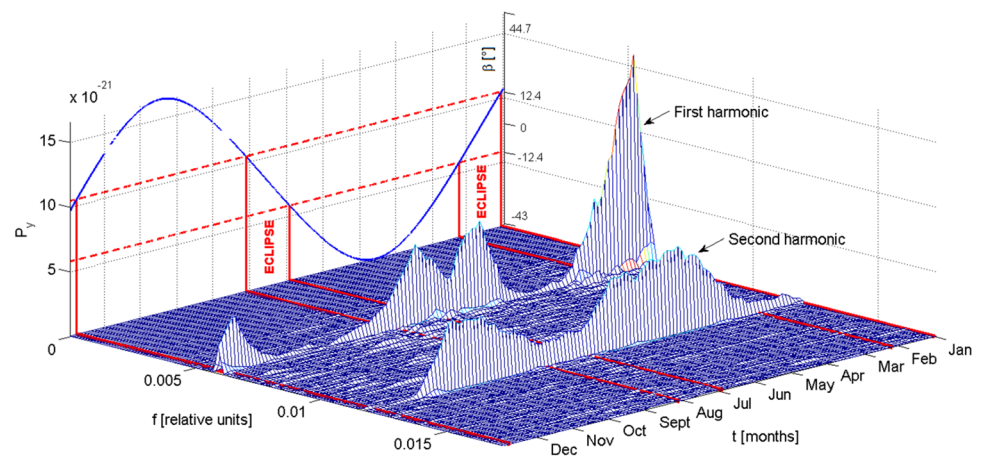 44.7
β [°]
x 10^-21
12.4
First harmonic
15
0
-12.4
10
ECLIPSE
P_y
-43
ECLIPSE
Second harmonic
5
0
Jan
Feb
Mar
Apr
0.005
May
Jun
Jul
0.01
Aug
f [relative units]
Sept
Oct
t [months]
Nov
0.015
Dec